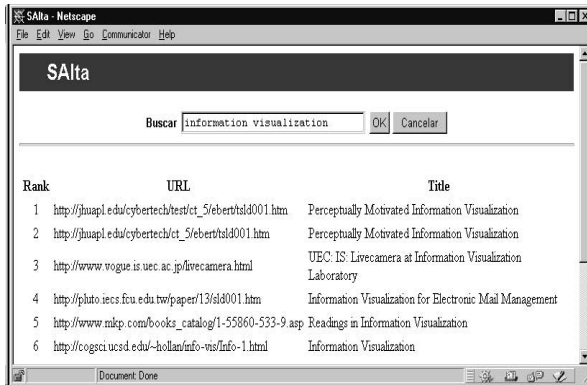 SAlta - Netscape
File Edit View Go Communicator Help
SAlta
Buscar information visualization OK Cancelar
Rank URL Title
1 http://jhuapl.edu/cybertech/test/ct_5/ebert/tsld001.htm Perceptually Motivated Information Visualization
2 http://jhuapl.edu/cybertech/ct_5/ebert/tsld001.htm Perceptually Motivated Information Visualization
3 http://www.vogue.is.uec.ac.jp/livecamera.html UEC: IS: Livecamera at Information Visualization
Laboratory
4 http://pluto.iecs.fcu.edu.tw/paper/13/sld001.htm Information Visualization for Electronic Mail Management
5 http://www.mkp.com/books_catalog/1-55860-533-9.asp Readings in Information Visualization
6 http://cogsci.ucsd.edu/~hollan/info-vis/Info-1.html Information Visualization
Document: Done